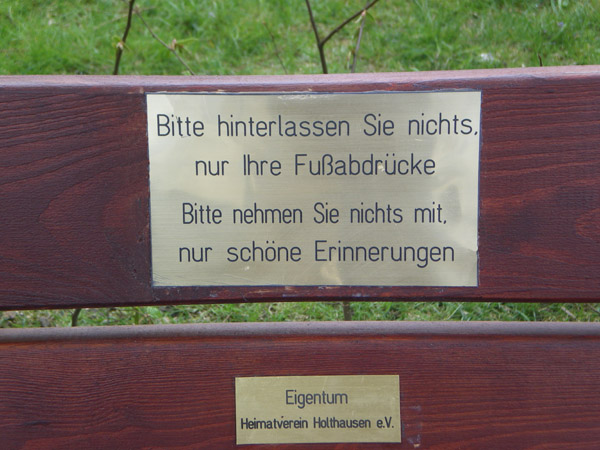 Bitte hinterlassen Sie nichts,
nur Ihre Fußabdrücke
Bitte nehmen Sie nichts mit,
nur schöne Erinnerungen
Eigentum
Heimatverein Holthausen e.V.